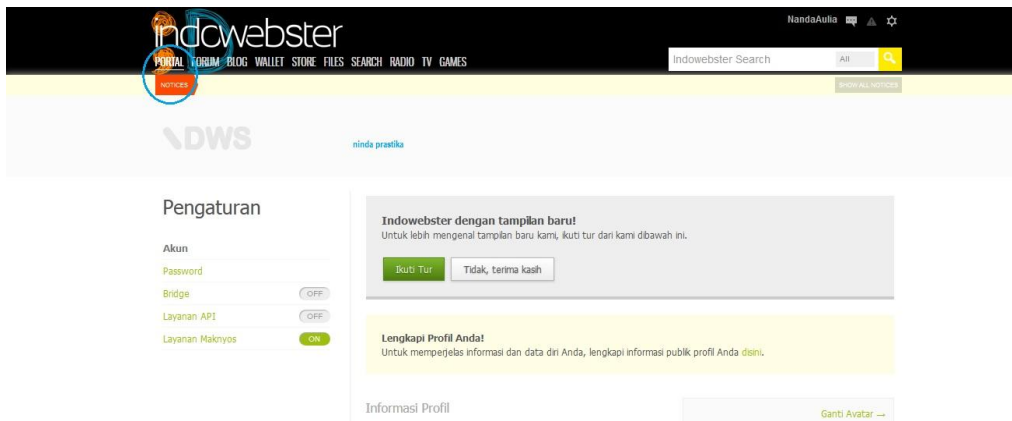 NandaAulia
indowebster
PORTAL FORUM BLOG WALLET STORE FILES SEARCH RADIO TV GAMES
Indowebster Search All
NOTICES SHOW ALL NOTICES
IDWS
ninda prastika
Pengaturan
Akun
Password
Bridge OFF
Layanan API OFF
Layanan Maknyos ON
Indowebster dengan tampilan baru!
Untuk lebih mengenal tampilan baru kami, ikuti tur dari kami dibawah ini.
Ikuti Tur Tidak, terima kasih
Lengkapi Profil Anda!
Untuk memperjelas informasi dan data diri Anda, lengkapi informasi publik profil Anda disini.
Informasi Profil
Ganti Avatar →